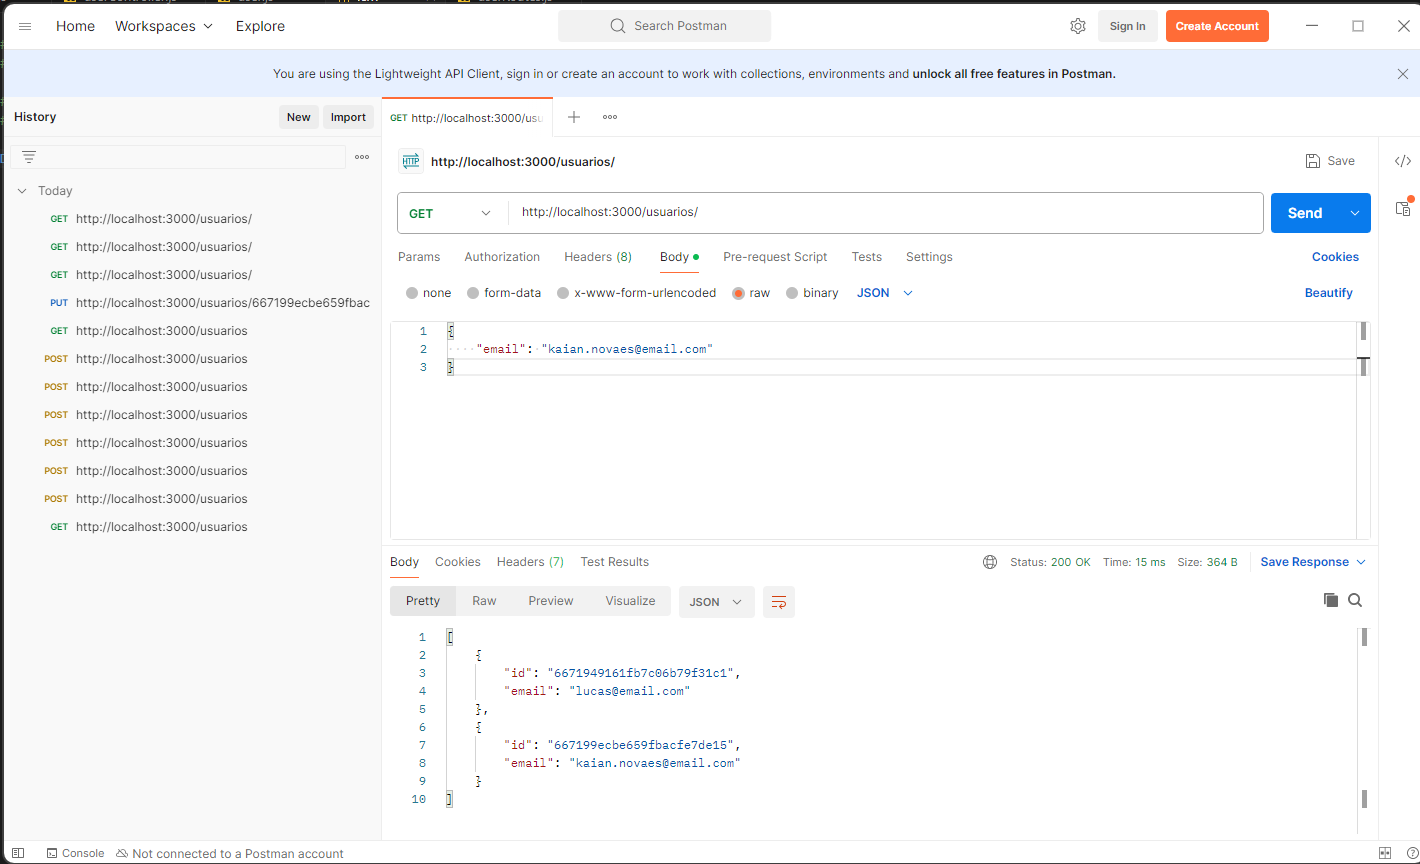 Home Workspaces Explore Search Postman Sign In Create Account
You are using the Lightweight API Client, sign in or create an account to work with collections, environments and unlock all free features in Postman.
History New Import
Today
GET http://localhost:3000/usuarios/
GET http://localhost:3000/usuarios/
GET http://localhost:3000/usuarios/
PUT http://localhost:3000/usuarios/667199ecbe659fbac
GET http://localhost:3000/usuarios
POST http://localhost:3000/usuarios
POST http://localhost:3000/usuarios
POST http://localhost:3000/usuarios
POST http://localhost:3000/usuarios
POST http://localhost:3000/usuarios
POST http://localhost:3000/usuarios
GET http://localhost:3000/usuarios
GET http://localhost:3000/usu
HTTP http://localhost:3000/usuarios/ Save </>
GET http://localhost:3000/usuarios/ Send
Params Authorization Headers (8) Body Pre-request Script Tests Settings Cookies
none form-data x-www-form-urlencoded raw binary JSON Beautify
1 {
2 "email": "kaian.novaes@email.com"
3 }
Body Cookies Headers (7) Test Results Status: 200 OK Time: 15 ms Size: 364 B Save Response
Pretty Raw Preview Visualize JSON
1 [
2 {
3 "id": "6671949161fb7c06b79f31c1",
4 "email": "lucas@email.com"
5 },
6 {
7 "id": "667199ecbe659fbacfe7de15",
8 "email": "kaian.novaes@email.com"
9 }
10 ]
Console Not connected to a Postman account